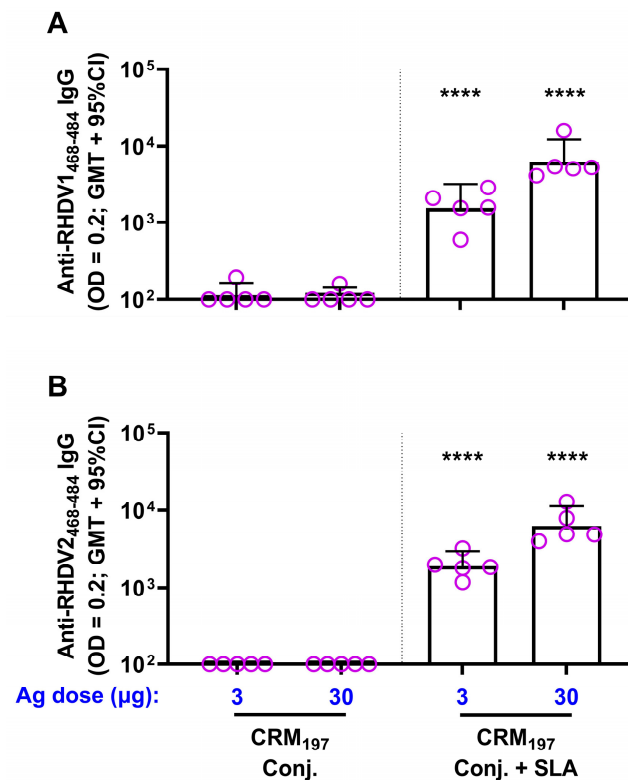 A
Anti-RHDV1468-484 IgG
(OD = 0.2; GMT + 95%CI)
10⁵
10⁴
10³
10²
**** ****
B
Anti-RHDV2468-484 IgG
(OD = 0.2; GMT + 95%CI)
10⁵
10⁴
10³
10²
**** ****
Ag dose (μg): 3 30 3 30
CRM197 CRM197
Conj. Conj. + SLA